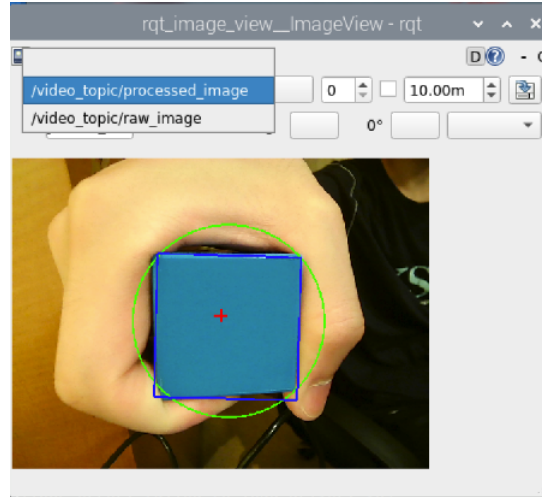 rqt_image_view__ImageView - rqt
D
/video_topic/processed_image
0
10.00m
/video_topic/raw_image
0°